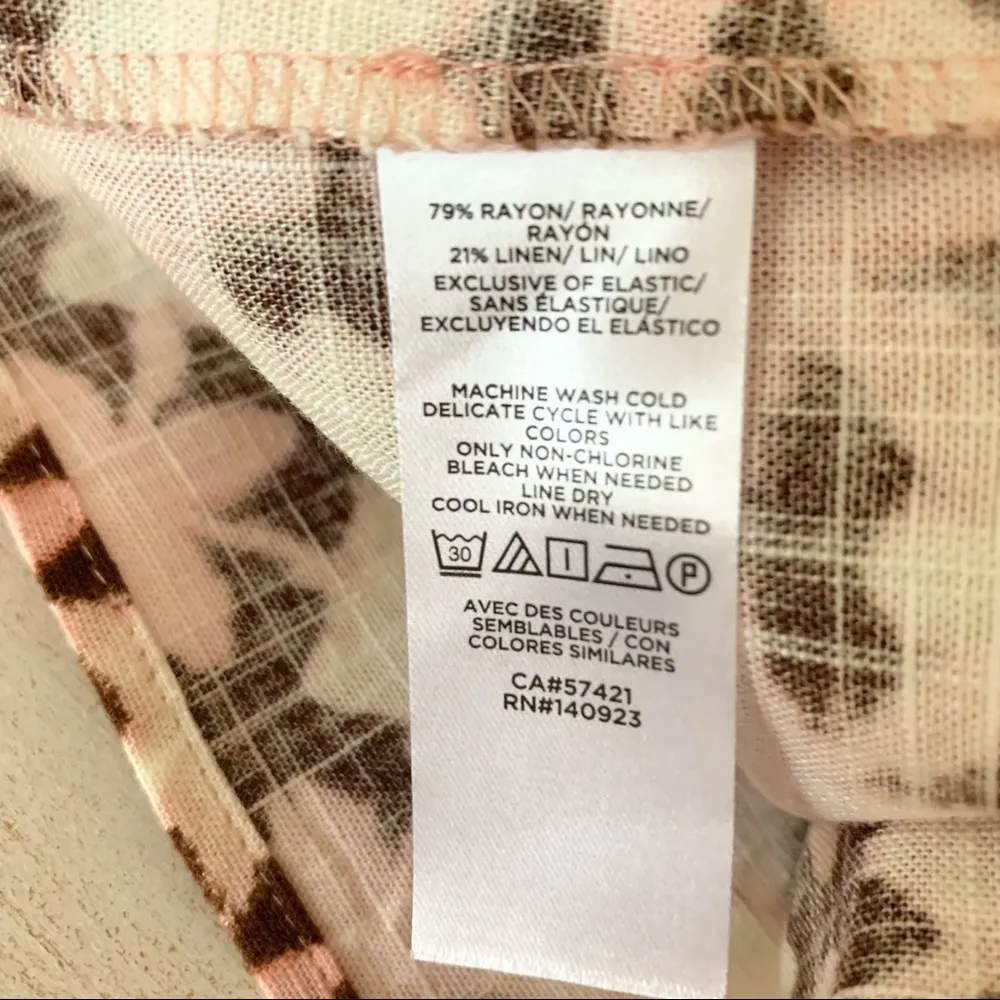 79% RAYON/ RAYONNE/
RAYÓN
21% LINEN/ LIN/ LINO
EXCLUSIVE OF ELASTIC/
SANS ÉLASTIQUE/
EXCLUYENDO EL ELÁSTICO
MACHINE WASH COLD
DELICATE CYCLE WITH LIKE
COLORS
ONLY NON-CHLORINE
BLEACH WHEN NEEDED
LINE DRY
COOL IRON WHEN NEEDED
30 P
AVEC DES COULEURS
SEMBLABLES / CON
COLORES SIMILARES
CA#57421
RN#140923